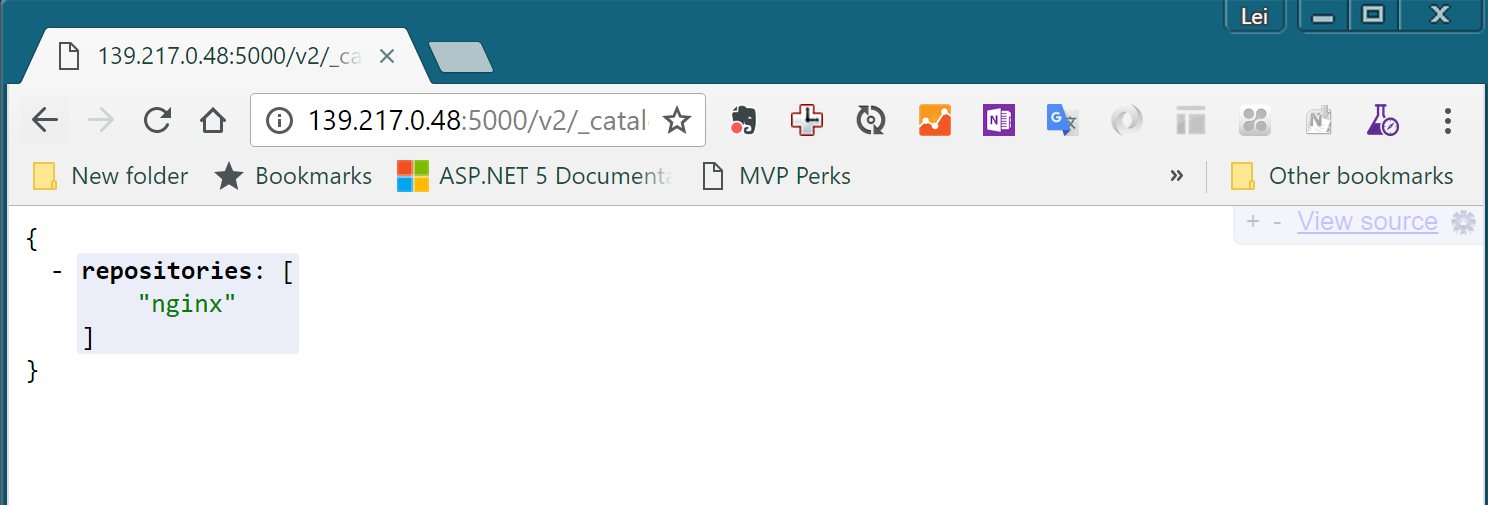 Lei
139.217.0.48:5000/v2/_ca
139.217.0.48:5000/v2/_catal
New folder Bookmarks ASP.NET 5 Documenta MVP Perks » Other bookmarks
{ + - View source
- repositories: [
"nginx"
]
}